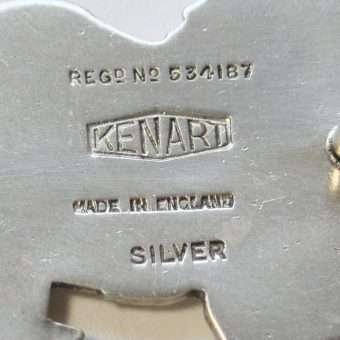 REGD NO 534187
KENART
MADE IN ENGLAND
SILVER